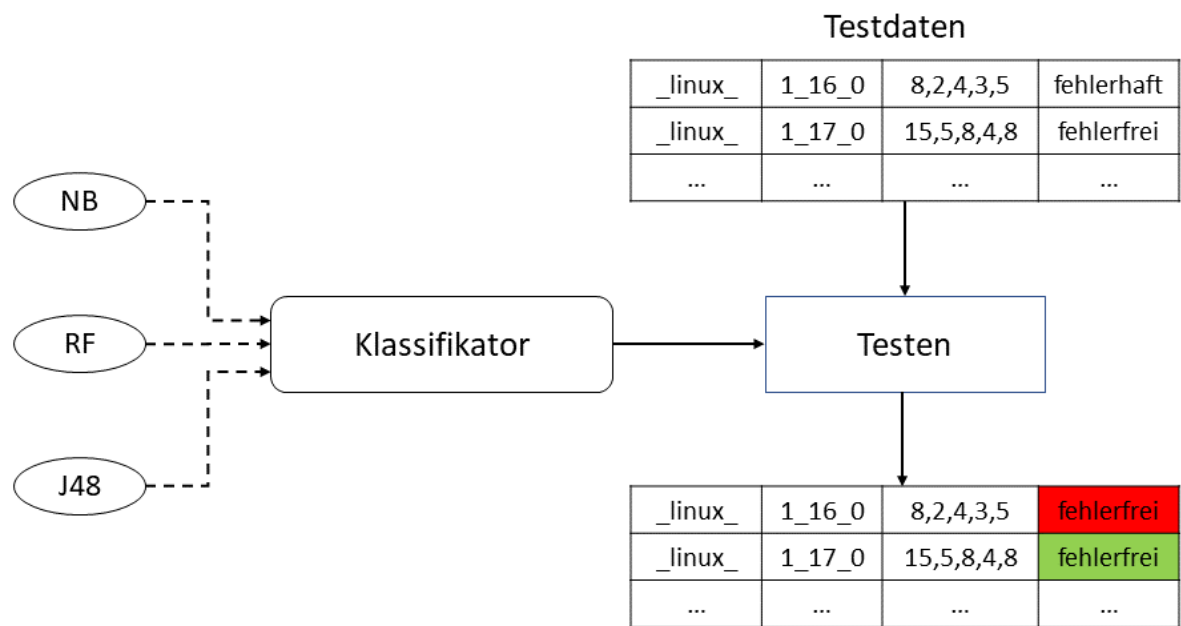 Testdaten
_linux_ 1_16_0 8,2,4,3,5 fehlerhaft
_linux_ 1_17_0 15,5,8,4,8 fehlerfrei
... ... ... ...
NB
RF
Klassifikator
Testen
J48
_linux_ 1_16_0 8,2,4,3,5 fehlerfrei
_linux_ 1_17_0 15,5,8,4,8 fehlerfrei
... ... ... ...